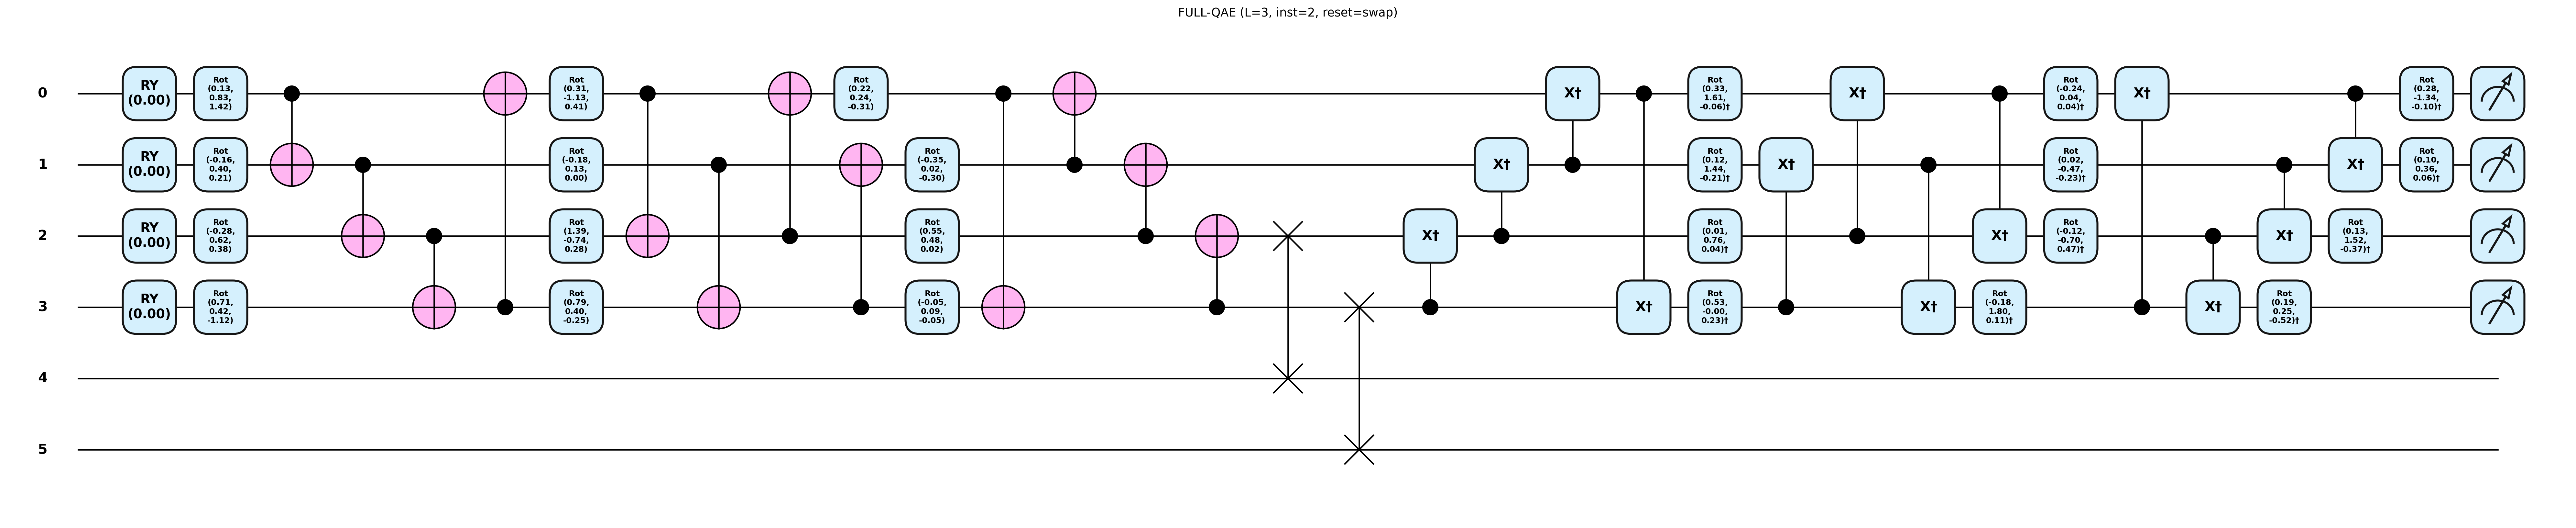 FULL-QAE (L=3, inst=2, reset=swap)
0
RY
(0.00)
Rot
(0.13,
0.83,
1.42)
Rot
(0.31,
-1.13,
0.41)
Rot
(0.22,
0.24,
-0.31)
X†
Rot
(0.33,
1.61,
-0.06)†
X†
Rot
(-0.24,
0.04,
0.04)†
X†
Rot
(0.28,
-1.34,
-0.10)†
1
RY
(0.00)
Rot
(-0.16,
0.40,
0.21)
Rot
(-0.18,
0.13,
0.00)
Rot
(-0.35,
0.02,
-0.30)
X†
Rot
(0.12,
1.44,
-0.21)†
X†
Rot
(0.02,
-0.47,
-0.23)†
X†
Rot
(0.10,
0.36,
0.06)†
2
RY
(0.00)
Rot
(-0.28,
0.62,
0.38)
Rot
(1.39,
-0.74,
0.28)
Rot
(0.55,
0.48,
0.02)
X†
Rot
(0.01,
0.76,
0.04)†
X†
Rot
(-0.12,
-0.70,
0.47)†
X†
Rot
(0.13,
1.52,
-0.37)†
3
RY
(0.00)
Rot
(0.71,
0.42,
-1.12)
Rot
(0.79,
0.40,
-0.25)
Rot
(-0.05,
0.09,
-0.05)
X†
Rot
(0.53,
-0.00,
0.23)†
X†
Rot
(-0.18,
1.80,
0.11)†
X†
Rot
(0.19,
0.25,
-0.52)†
4
5